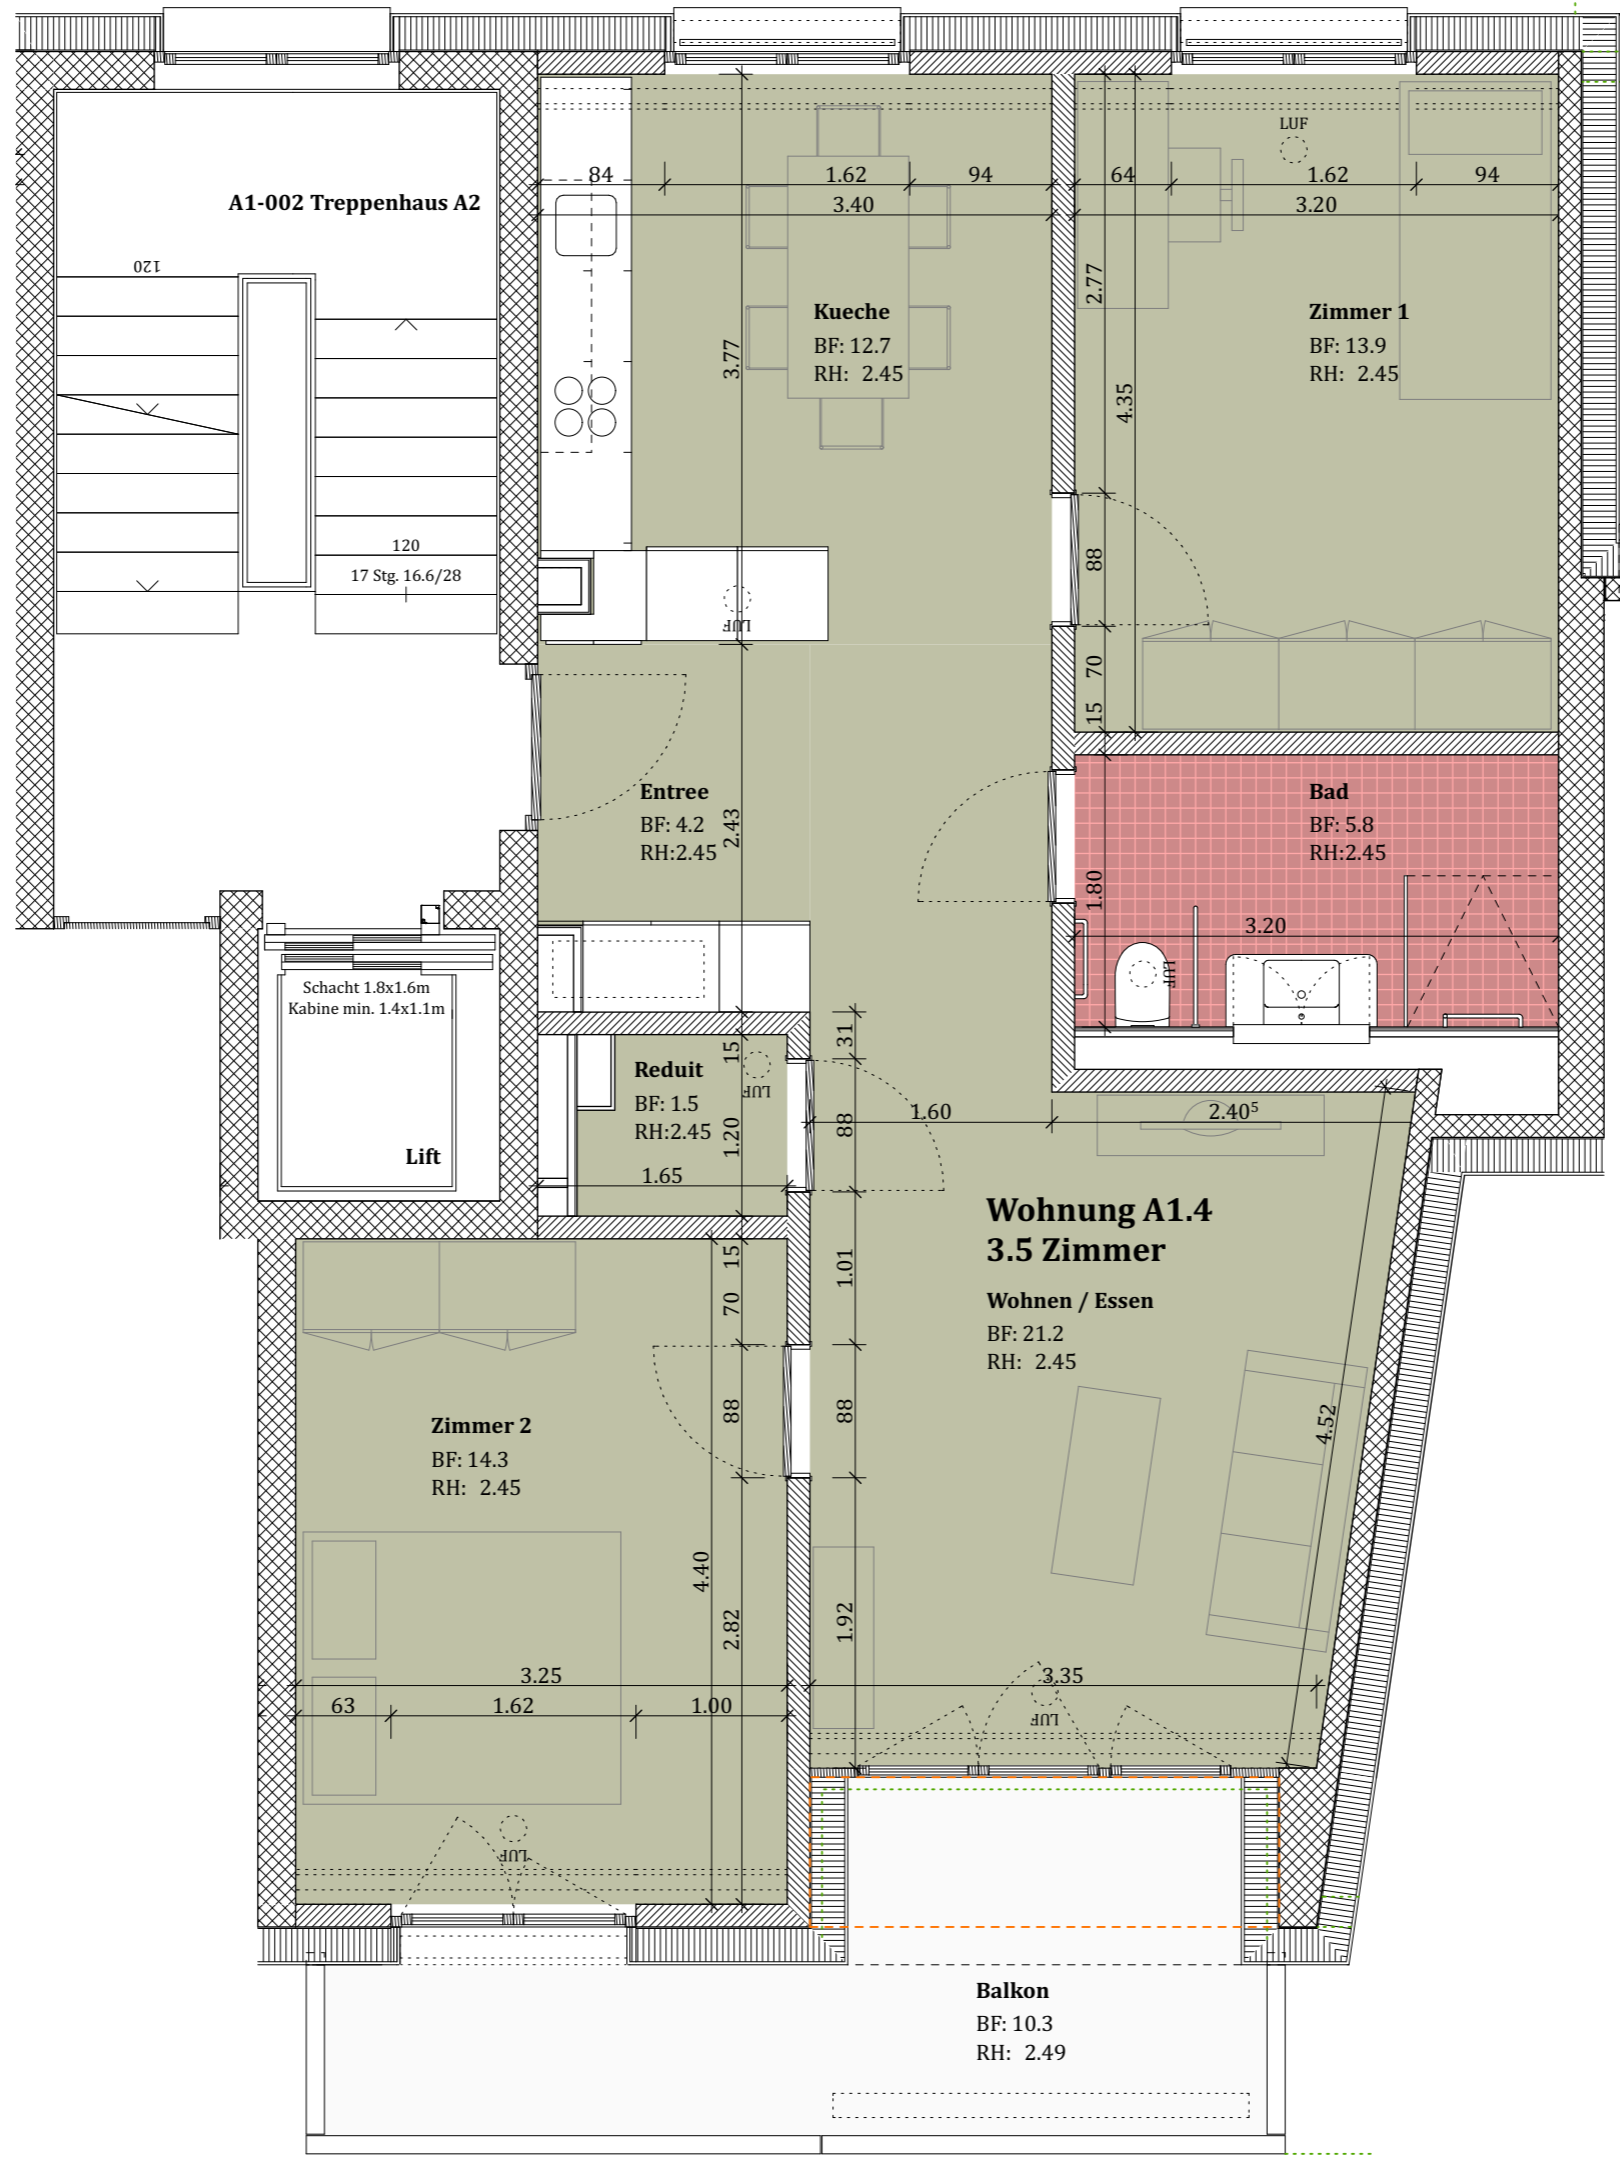 A1-002 Treppenhaus A2
120
120
17 Stg. 16.6/28
84
1.62
94
3.40
64
1.62
94
3.20
LUF
2.77
3.77
4.35
Kueche
BF: 12.7
RH: 2.45
Zimmer 1
BF: 13.9
RH: 2.45
88
LUF
70
15
Entree
BF: 4.2
RH:2.45
2.43
Bad
BF: 5.8
RH:2.45
1.80
3.20
LUF
Schacht 1.8x1.6m
Kabine min. 1.4x1.1m
Lift
Reduit
BF: 1.5
RH:2.45
15
1.20
LUF
1.65
31
88
1.60
2.40⁵
Wohnung A1.4
3.5 Zimmer
Wohnen / Essen
BF: 21.2
RH: 2.45
15
70
1.01
88
88
4.52
Zimmer 2
BF: 14.3
RH: 2.45
4.40
2.82
1.92
3.25
63
1.62
1.00
3.35
LUF
LUF
Balkon
BF: 10.3
RH: 2.49